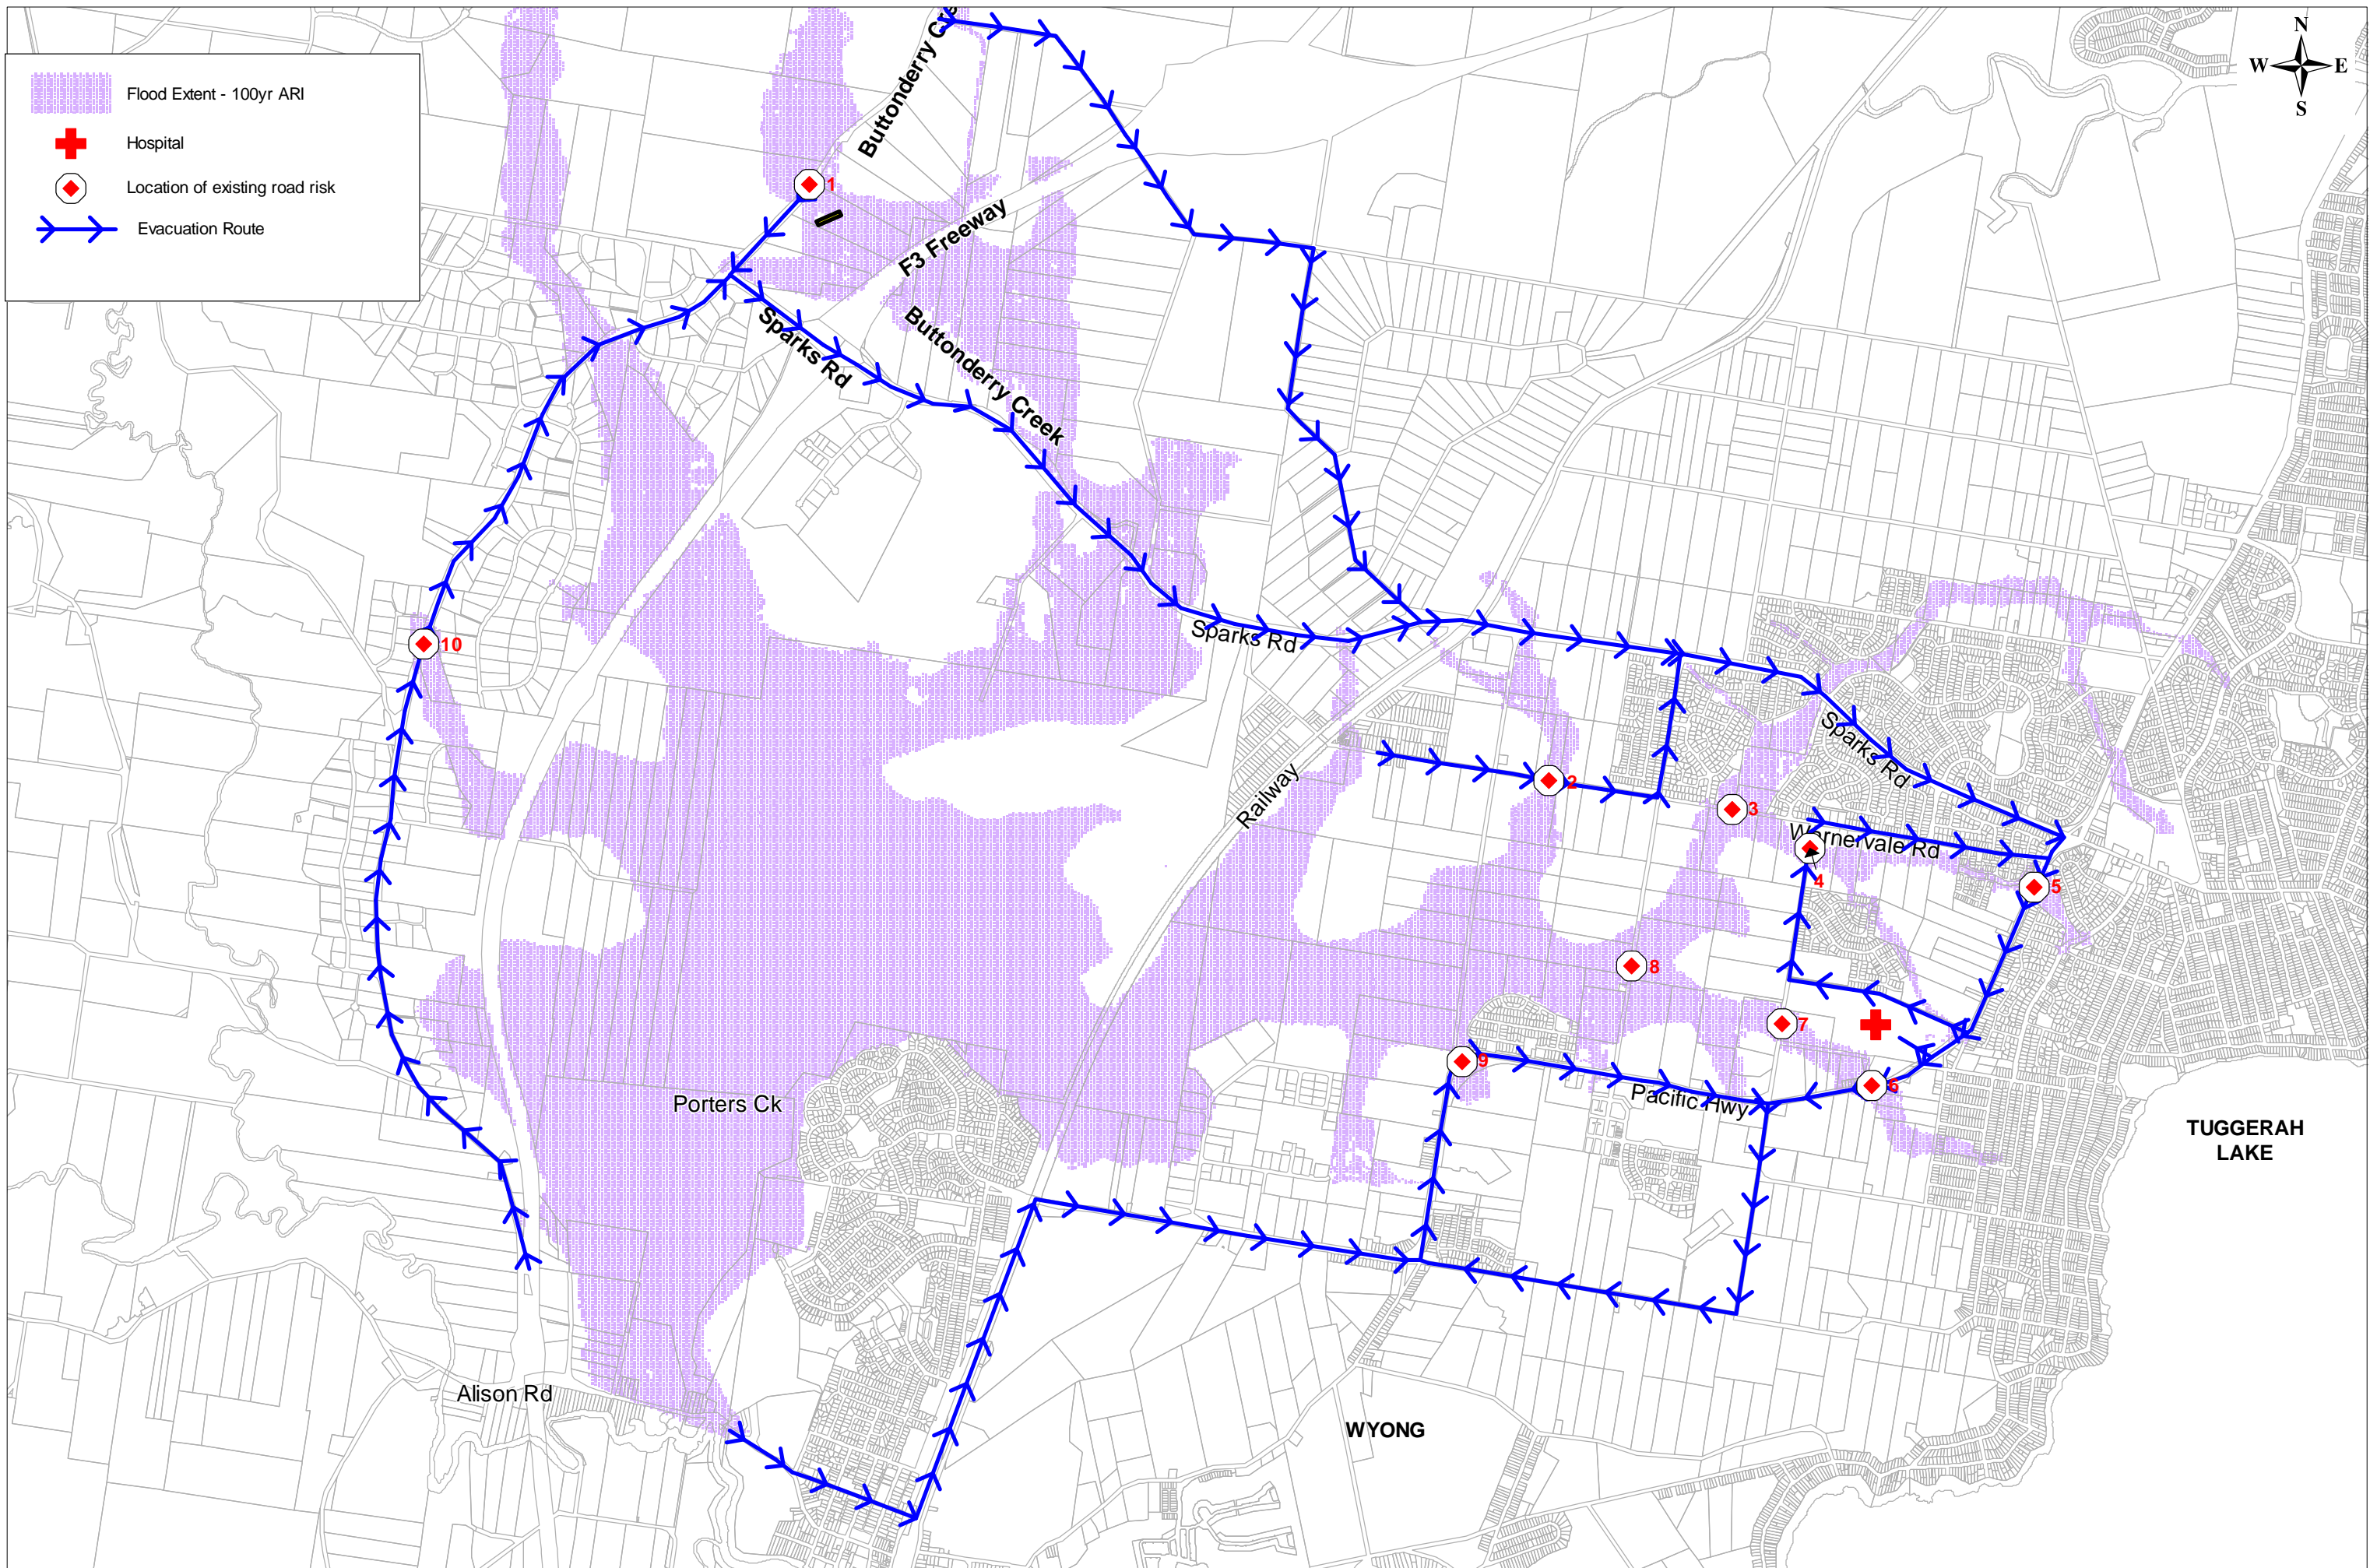 Buttonderry Cre
N
W E
S
Flood Extent - 100yr ARI
Hospital
Location of existing road risk
Evacuation Route
1
F3 Freeway
Sparks Rd
Buttonderry Creek
Sparks Rd
10
Sparks Rd
Railway
2
3
Warnervale Rd
4
5
8
7
9
6
Pacific Hwy
Porters Ck
TUGGERAH
LAKE
Alison Rd
WYONG